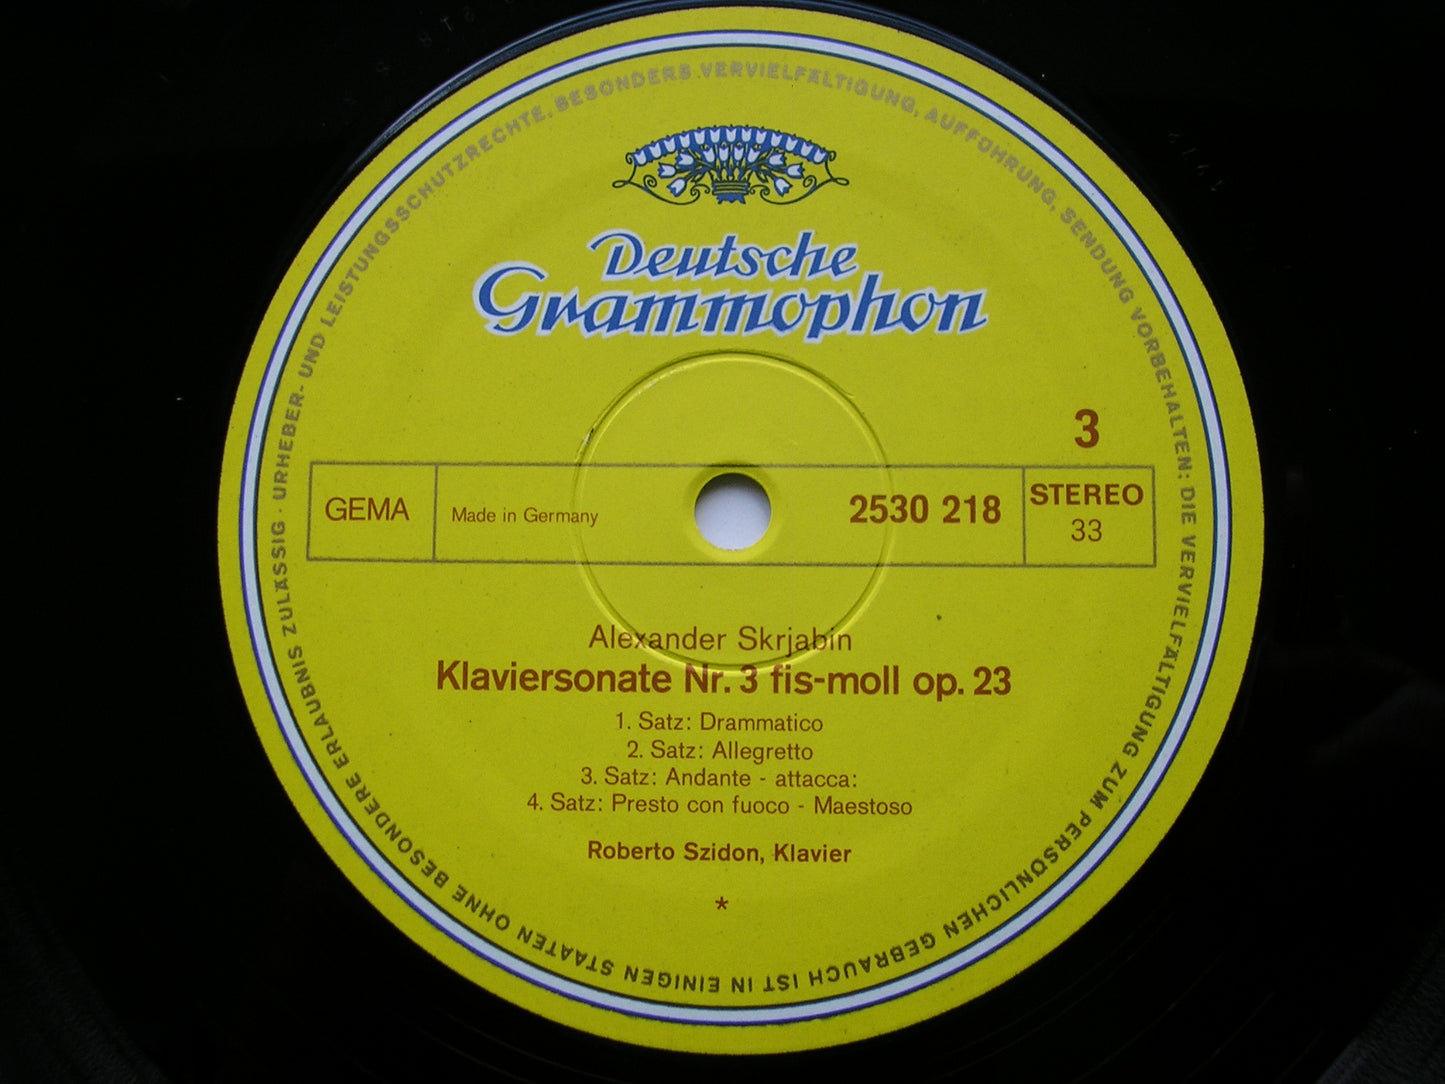 Deutsche
Grammophon
3
GEMA
Made in Germany
2530 218
STEREO
33
Alexander Skrjabin
Klaviersonate Nr. 3 fis-moll op. 23
1. Satz: Drammatico
2. Satz: Allegretto
3. Satz: Andante - attacca:
4. Satz: Presto con fuoco - Maestoso
Roberto Szidon, Klavier
*
URHEBER- UND LEISTUNGSSCHUTZRECHTE, BESONDERS VERVIELFÄLTIGUNG, AUFFÜHRUNG, SENDUNG VORBEHALTEN; DIE VERVIELFÄLTIGUNG ZUM PERSÖNLICHEN GEBRAUCH IST IN EINIGEN STAATEN OHNE BESONDERE ERLAUBNIS ZULÄSSIG ·